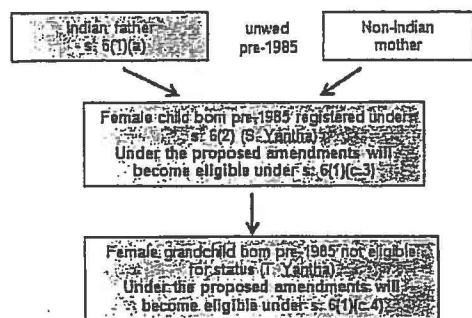 Indian father
s. 6(1)(a)
unwed
pre-1985
Non-Indian
mother
Female child born pre-1985 registered under
s. 6(2) (S. Yantha)
Under the proposed amendments will
become eligible under s. 6(1)(c.3)
Female grandchild born pre-1985 not eligible
for status (T. Yantha)
Under the proposed amendments will
become eligible under s. 6(1)(c.4)